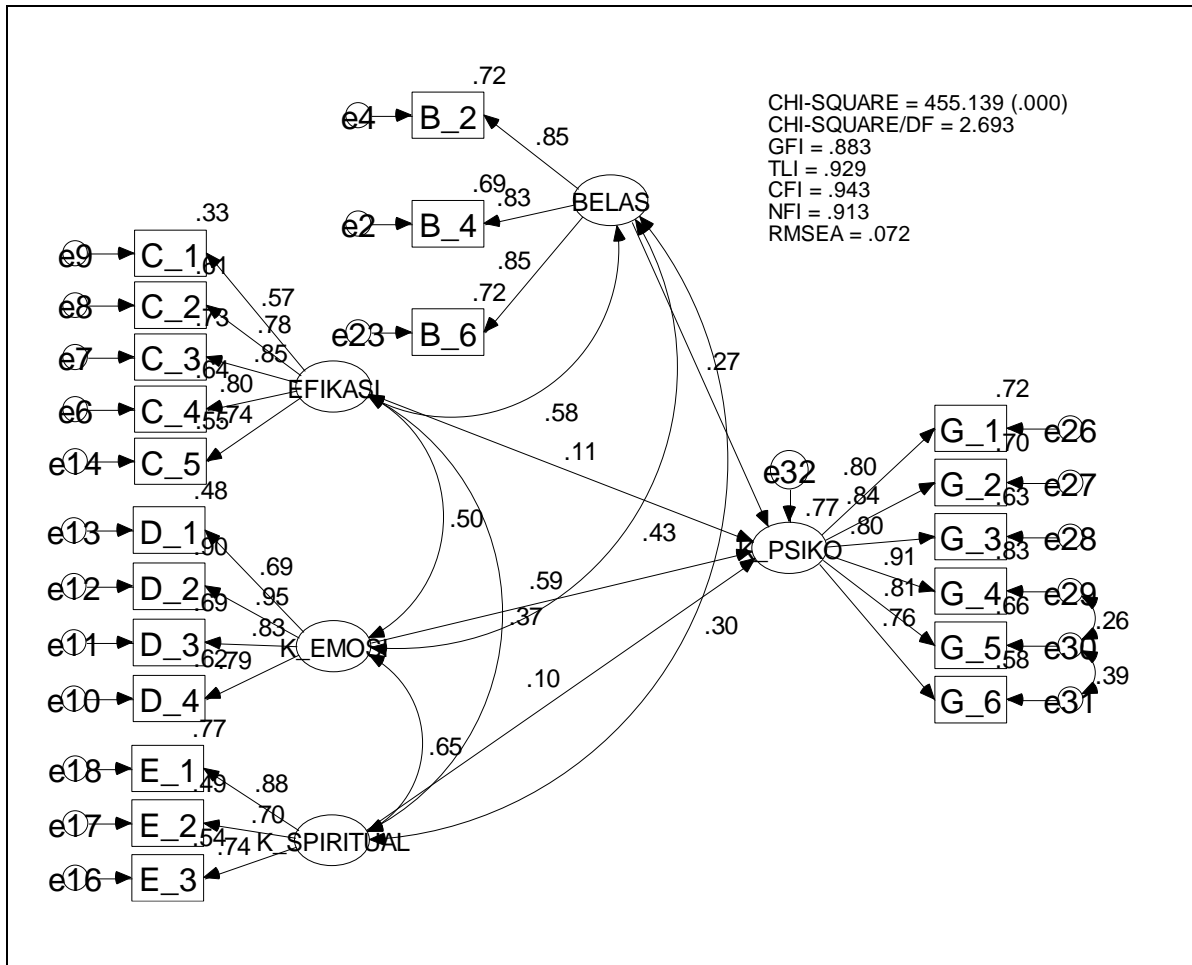 CHI-SQUARE = 455.139 (.000)
CHI-SQUARE/DF = 2.693
GFI = .883
TLI = .929
CFI = .943
NFI = .913
RMSEA = .072
.72
e4 B_2
.85
BELAS
.69
.83
e2 B_4
.85
.72
e23 B_6
.33
e9 C_1
.61
.57
e8 C_2
.73
.78
e7 C_3
.85
.64
.80
EFIKASI
e6 C_4
.55
.74
e14 C_5
.48
e13 D_1
.90
.69
e12 D_2
.69
.95
e11 D_3
.83
.62
.79
K_EMOSI
e10 D_4
.77
e18 E_1
.49
.88
e17 E_2
.54
.70
K_SPIRITUAL
.74
e16 E_3
.27
.58
.11
.50
.43
.59
.37
.30
.10
.65
e32
.77
K_PSIKO
.72
.80
G_1 e26
.70
.84
G_2 e27
.63
.80
G_3 e28
.83
.91
G_4 e29
.66
.81
.26
G_5 e30
.58
.76
.39
G_6 e31